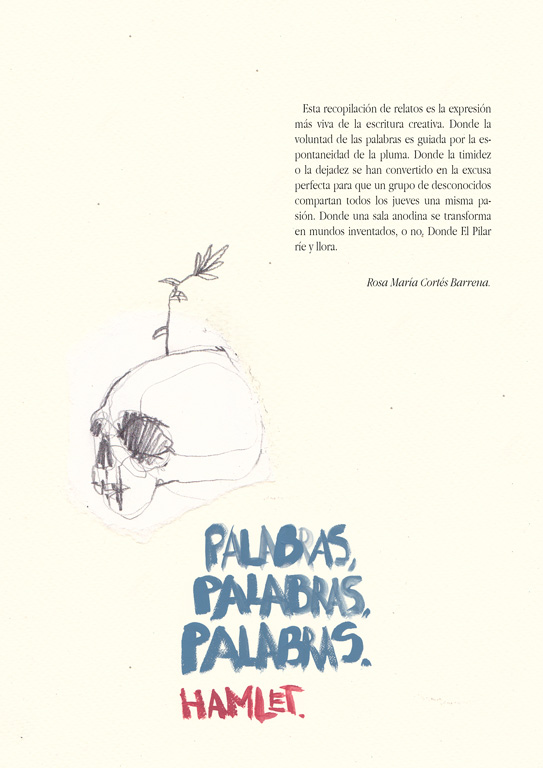 Esta recopilación de relatos es la expresión
más viva de la escritura creativa. Donde la
voluntad de las palabras es guiada por la es-
pontaneidad de la pluma. Donde la timidez
o la dejadez se han convertido en la excusa
perfecta para que un grupo de desconocidos
compartan todos los jueves una misma pa-
sión. Donde una sala anodina se transforma
en mundos inventados, o no, Donde El Pilar
ríe y llora.
Rosa María Cortés Barrena.
PALABRAS,
PALABRAS,
PALABRAS.
HAMLET.